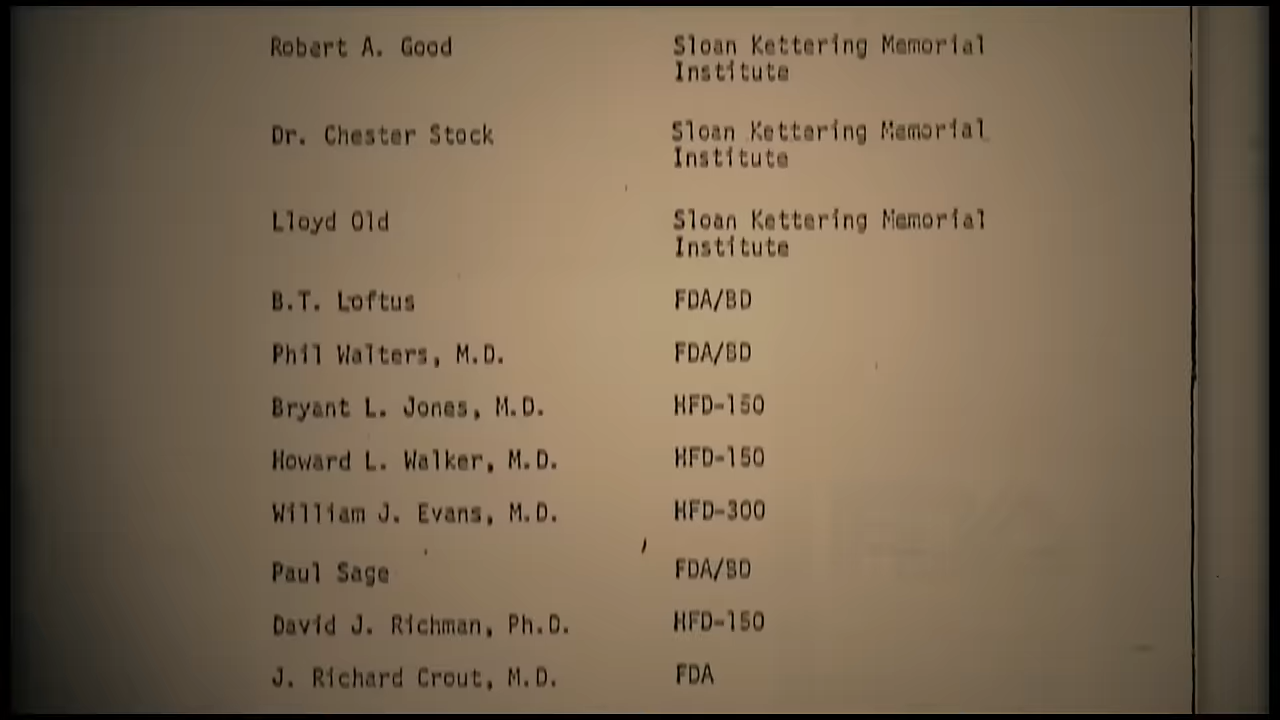 Robert A. Good Sloan Kettering Memorial
Institute
Dr. Chester Stock Sloan Kettering Memorial
Institute
Lloyd Old Sloan Kettering Memorial
Institute
B.T. Loftus FDA/BD
Phil Walters, M.D. FDA/BD
Bryant L. Jones, M.D. HFD-150
Howard L. Walker, M.D. HFD-150
William J. Evans, M.D. HFD-300
Paul Sage FDA/BD
David J. Richman, Ph.D. HFD-150
J. Richard Crout, M.D. FDA